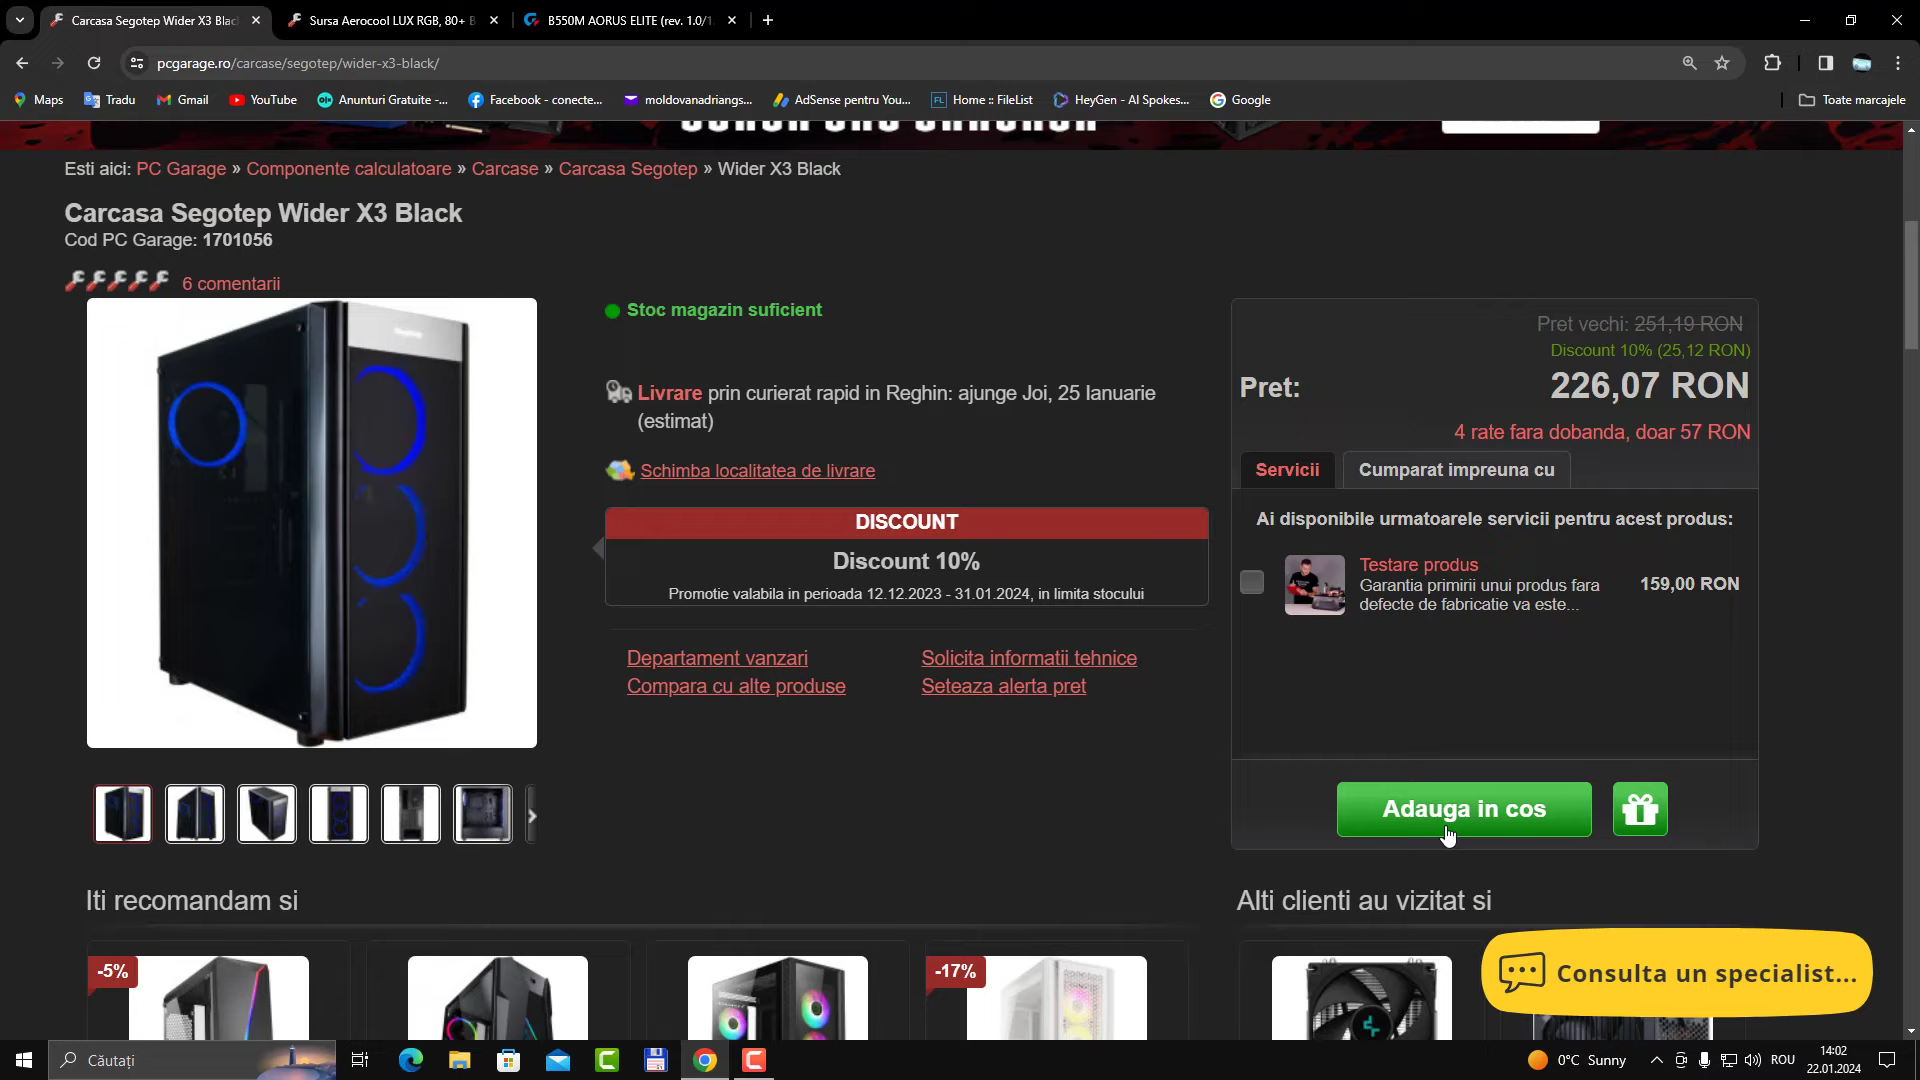 Carcasa Segotep Wider X3 Blac
Sursa Aerocool LUX RGB, 80+ B
B550M AORUS ELITE (rev. 1.0/1.
pcgarage.ro/carcase/segotep/wider-x3-black/
Maps
Tradu
Gmail
YouTube
Anunturi Gratuite -...
Facebook - conecte...
moldovanadriangs...
AdSense pentru You...
FL
Home :: FileList
HeyGen - AI Spokes...
Google
Toate marcajele
Esti aici: PC Garage » Componente calculatoare » Carcase » Carcasa Segotep » Wider X3 Black
Carcasa Segotep Wider X3 Black
Cod PC Garage: 1701056
6 comentarii
Stoc magazin suficient
Livrare prin curierat rapid in Reghin: ajunge Joi, 25 Ianuarie
(estimat)
Schimba localitatea de livrare
DISCOUNT
Discount 10%
Promotie valabila in perioada 12.12.2023 - 31.01.2024, in limita stocului
Departament vanzari
Solicita informatii tehnice
Compara cu alte produse
Seteaza alerta pret
Pret vechi: 251,19 RON
Discount 10% (25,12 RON)
Pret: 226,07 RON
4 rate fara dobanda, doar 57 RON
Servicii
Cumparat impreuna cu
Ai disponibile urmatoarele servicii pentru acest produs:
Testare produs
Garantia primirii unui produs fara
defecte de fabricatie va este...
159,00 RON
Adauga in cos
Iti recomandam si
Alti clienti au vizitat si
-5%
-17%
Consulta un specialist...
Căutați
0°C Sunny
ROU
14:02
22.01.2024